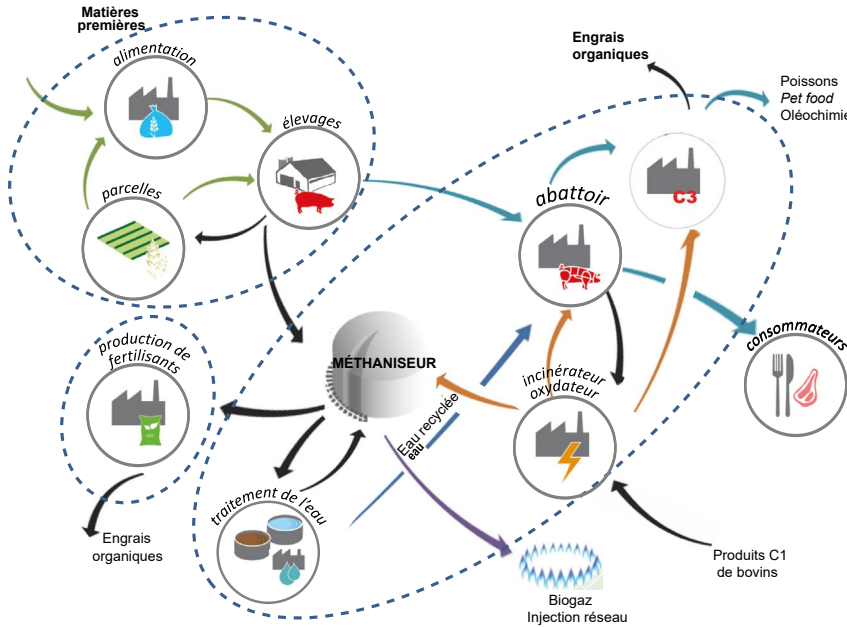 Matières
premières
alimentation
élevages
parcelles
Engrais
organiques
Poissons
Pet food
Oléochimie
C3
abattoir
consommateurs
MÉTHANISEUR
production de
fertilisants
incinérateur
oxydateur
Eau recyclée
eau
traitement de l'eau
Engrais
organiques
Produits C1
de bovins
Biogaz
Injection réseau